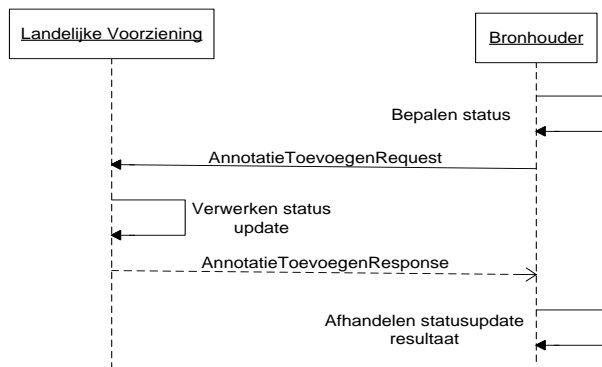 Landelijke Voorziening
Bronhouder
Bepalen status
AnnotatieToevoegenRequest
Verwerken status
update
AnnotatieToevoegenResponse
Afhandelen statusupdate
resultaat